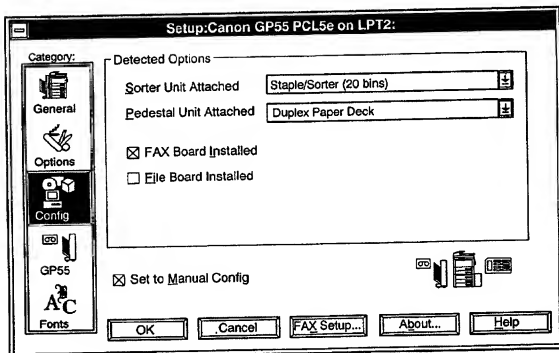 Setup:Canon GP55 PCL5e on LPT2:
Category:
General
Options
Config
GP55
A²C
Fonts
Detected Options
Sorter Unit Attached
Staple/Sorter (20 bins)
Pedestal Unit Attached
Duplex Paper Deck
FAX Board Installed
File Board Installed
Set to Manual Config
OK
.Cancel
FAX Setup...
About...
Help